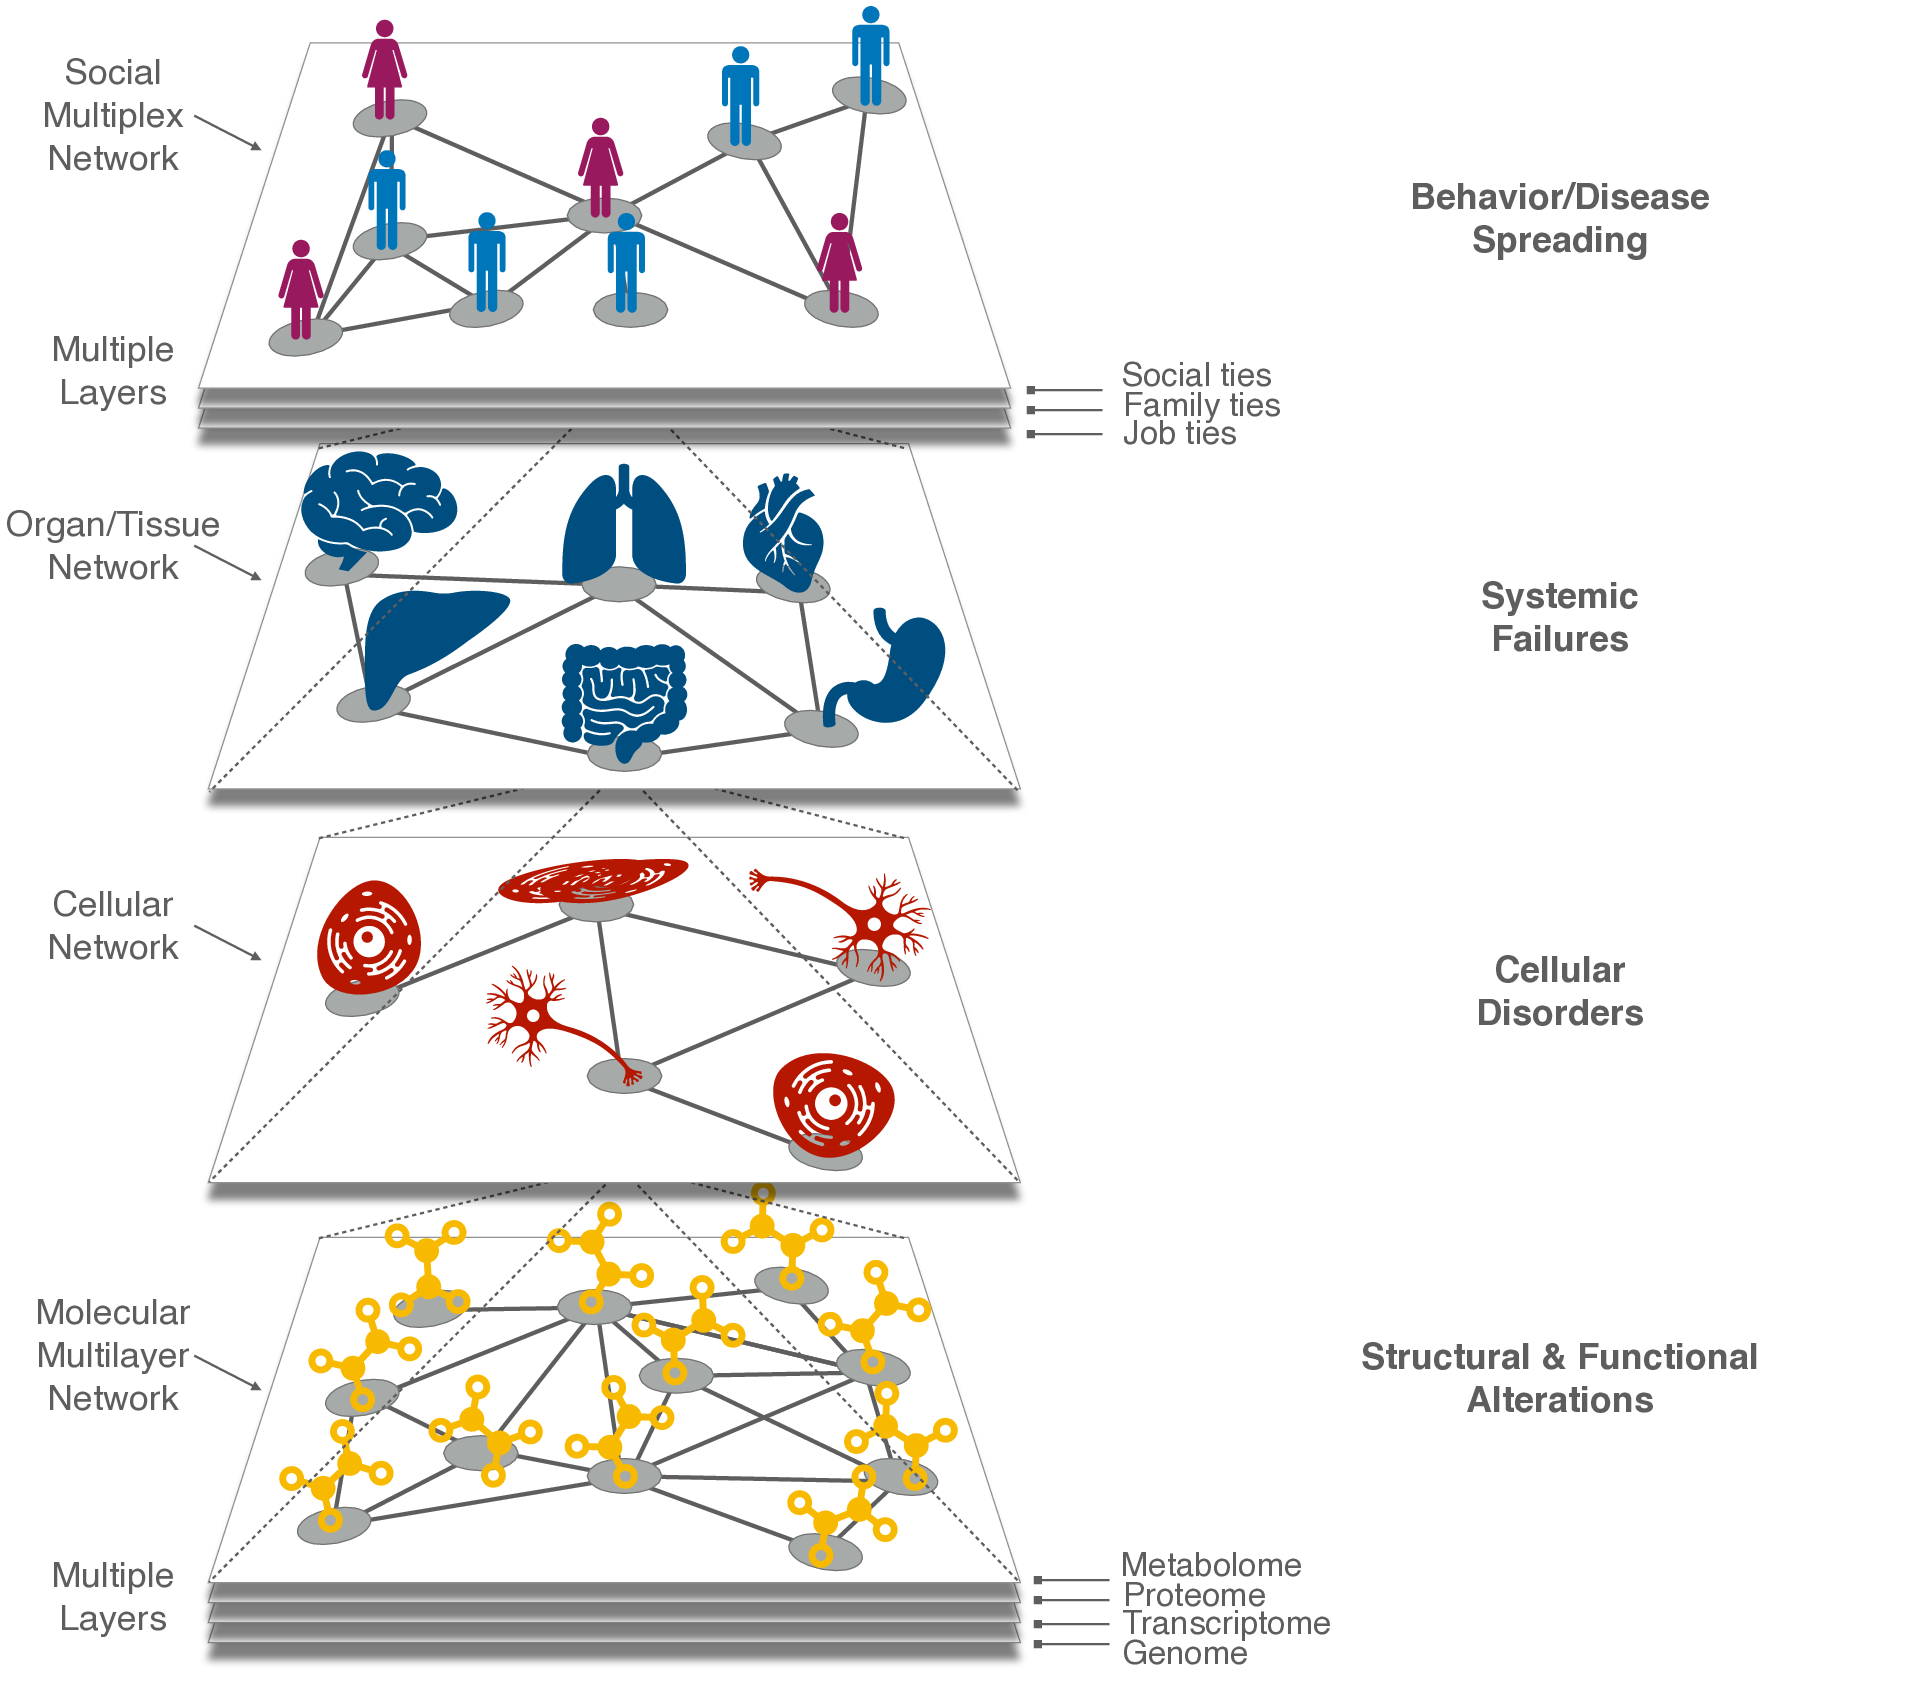 Social
Multiplex
Network
Behavior/Disease
Spreading
Multiple
Layers
Social ties
Family ties
Job ties
Organ/Tissue
Network
Systemic
Failures
Cellular
Network
Cellular
Disorders
Molecular
Multilayer
Network
Structural & Functional
Alterations
Multiple
Layers
Metabolome
Proteome
Transcriptome
Genome